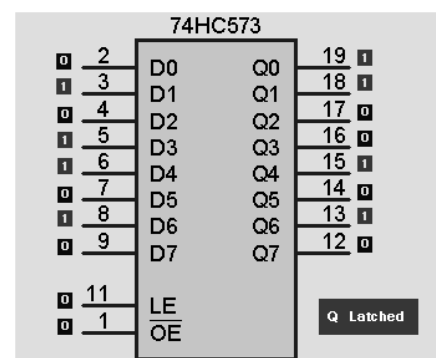 74HC573
0 2 D0 Q0 19 1
1 3 D1 Q1 18 1
0 4 D2 Q2 17 0
1 5 D3 Q3 16 0
1 6 D4 Q4 15 1
0 7 D5 Q5 14 0
1 8 D6 Q6 13 1
0 9 D7 Q7 12 0
0 11 LE
0 1 OE
Q Latched